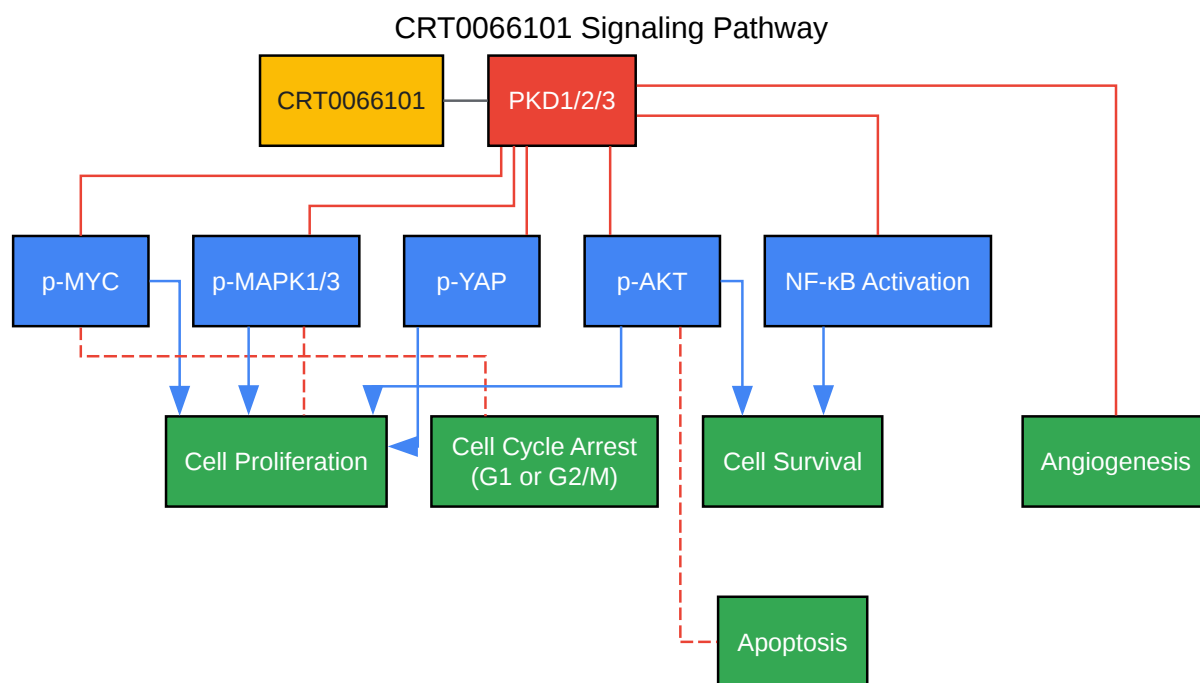 CRT0066101 Signaling Pathway
CRT0066101
PKD1/2/3
p-MYC
p-MAPK1/3
p-YAP
p-AKT
NF-κB Activation
Cell Proliferation
Cell Cycle Arrest
(G1 or G2/M)
Cell Survival
Angiogenesis
Apoptosis